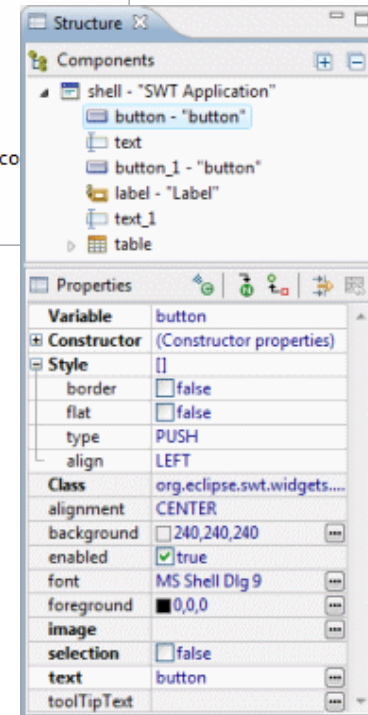 Structure
Components
shell - "SWT Application"
button - "button"
text
co
button_1 - "button"
label - "Label"
text_1
table
Properties
Variable button
Constructor (Constructor properties)
Style []
border false
flat false
type PUSH
align LEFT
Class org.eclipse.swt.widgets....
alignment CENTER
background 240,240,240
enabled true
font MS Shell Dlg 9
foreground 0,0,0
image
selection false
text button
toolTipText